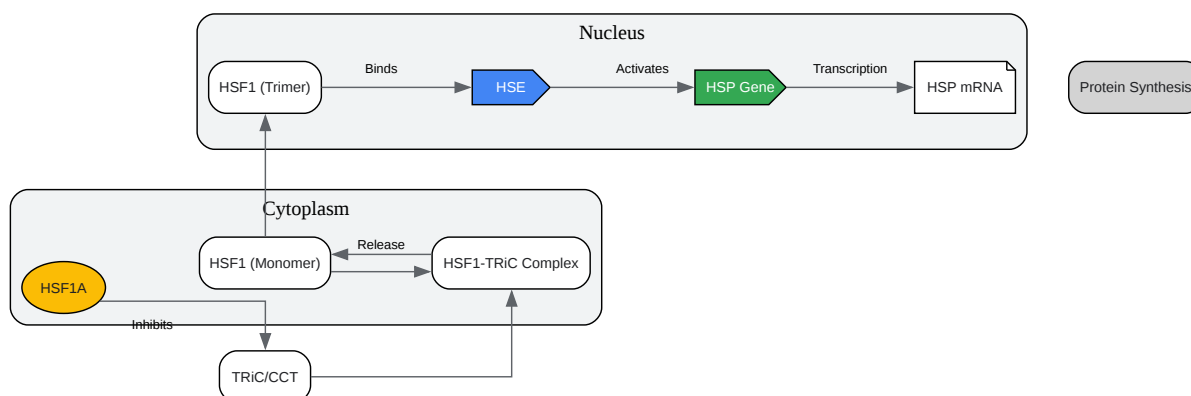 Nucleus
HSF1 (Trimer)
Binds
HSE
Activates
HSP Gene
Transcription
HSP mRNA
Protein Synthesis
Cytoplasm
HSF1A
HSF1 (Monomer)
Release
HSF1-TRiC Complex
Inhibits
TRiC/CCT